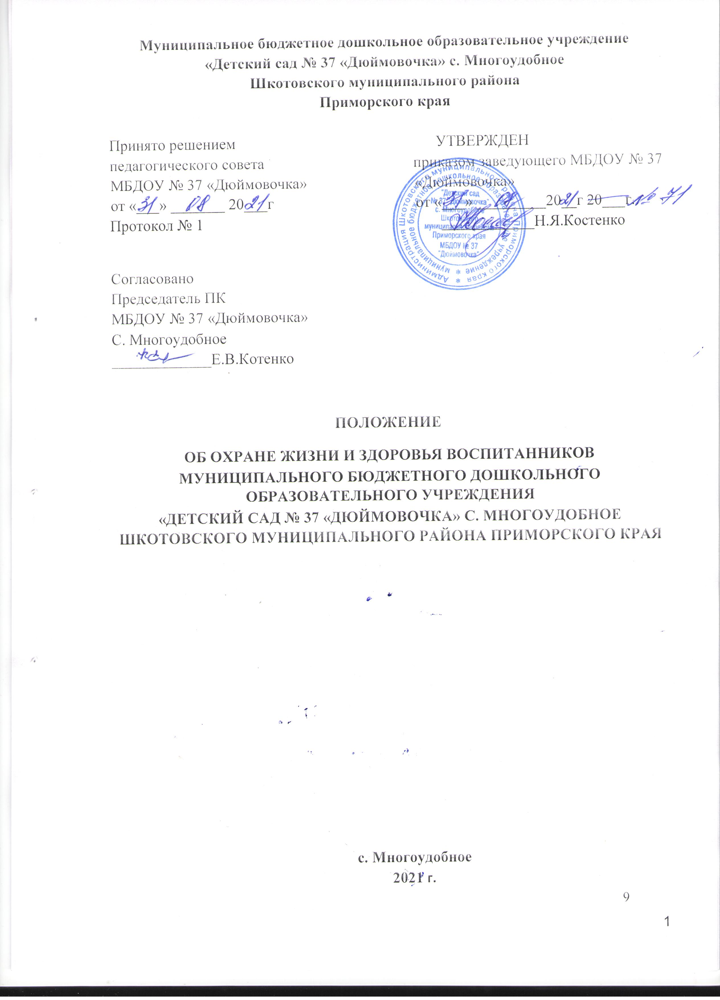 Муниципальное бюджетное дошкольное образовательное учреждение
«Детский сад № 37 «Дюймовочка» с. Многоудобное
Шкотовского муниципального района
Приморского края
Принято решением
педагогического совета
МБДОУ № 37 «Дюймовочка»
от «31» 08 2021г
Протокол № 1
УТВЕРЖДЕН
приказом заведующего МБДОУ № 37
«Дюймовочка»
от «31» 08 2021г 20___г. № 71
Н.Я.Костенко
Администрация Шкотовского муниципального района Приморского края *
муниципальное бюджетное дошкольное образовательное учреждение *
"Детский сад
№ 37 "Дюймовочка"
с. Многоудобное
Шкотовского
муниципального района
Приморского края
МБДОУ № 37
"Дюймовочка"
Согласовано
Председатель ПК
МБДОУ № 37 «Дюймовочка»
С. Многоудобное
Е.В.Котенко
ПОЛОЖЕНИЕ
ОБ ОХРАНЕ ЖИЗНИ И ЗДОРОВЬЯ ВОСПИТАННИКОВ
МУНИЦИПАЛЬНОГО БЮДЖЕТНОГО ДОШКОЛЬНОГО
ОБРАЗОВАТЕЛЬНОГО УЧРЕЖДЕНИЯ
«ДЕТСКИЙ САД № 37 «ДЮЙМОВОЧКА» С. МНОГОУДОБНОЕ
ШКОТОВСКОГО МУНИЦИПАЛЬНОГО РАЙОНА ПРИМОРСКОГО КРАЯ
с. Многоудобное
2021 г.
9
1